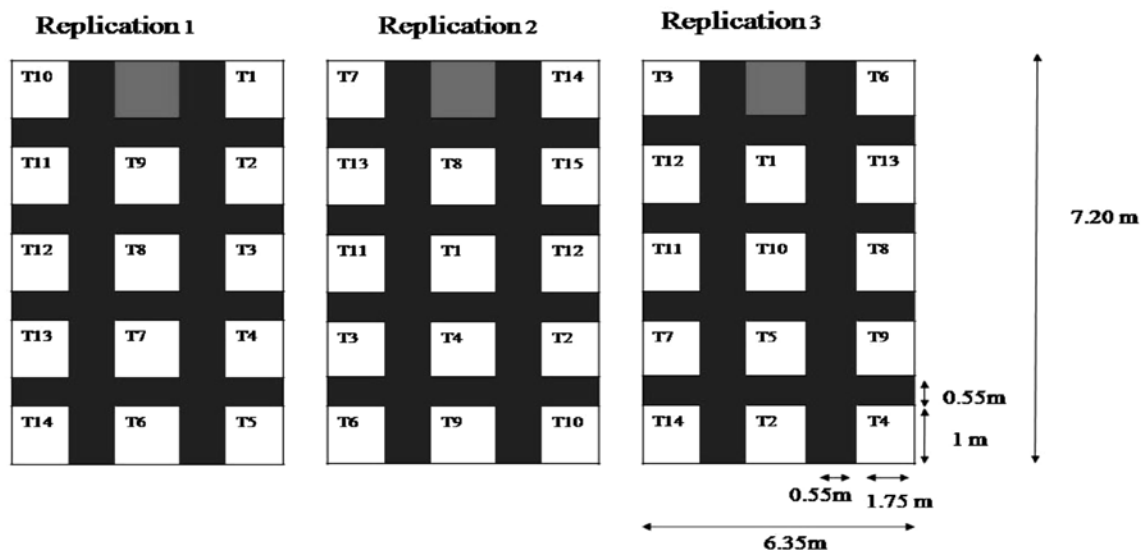 Replication 1 Replication 2 Replication 3
T10 T1 T7 T14 T3 T6
T11 T9 T2 T13 T8 T15 T12 T1 T13
7.20 m
T12 T8 T3 T11 T1 T12 T11 T10 T8
T13 T7 T4 T3 T4 T2 T7 T5 T9
0.55m
T14 T6 T5 T6 T9 T10 T14 T2 T4
1 m
0.55m 1.75 m
6.35m